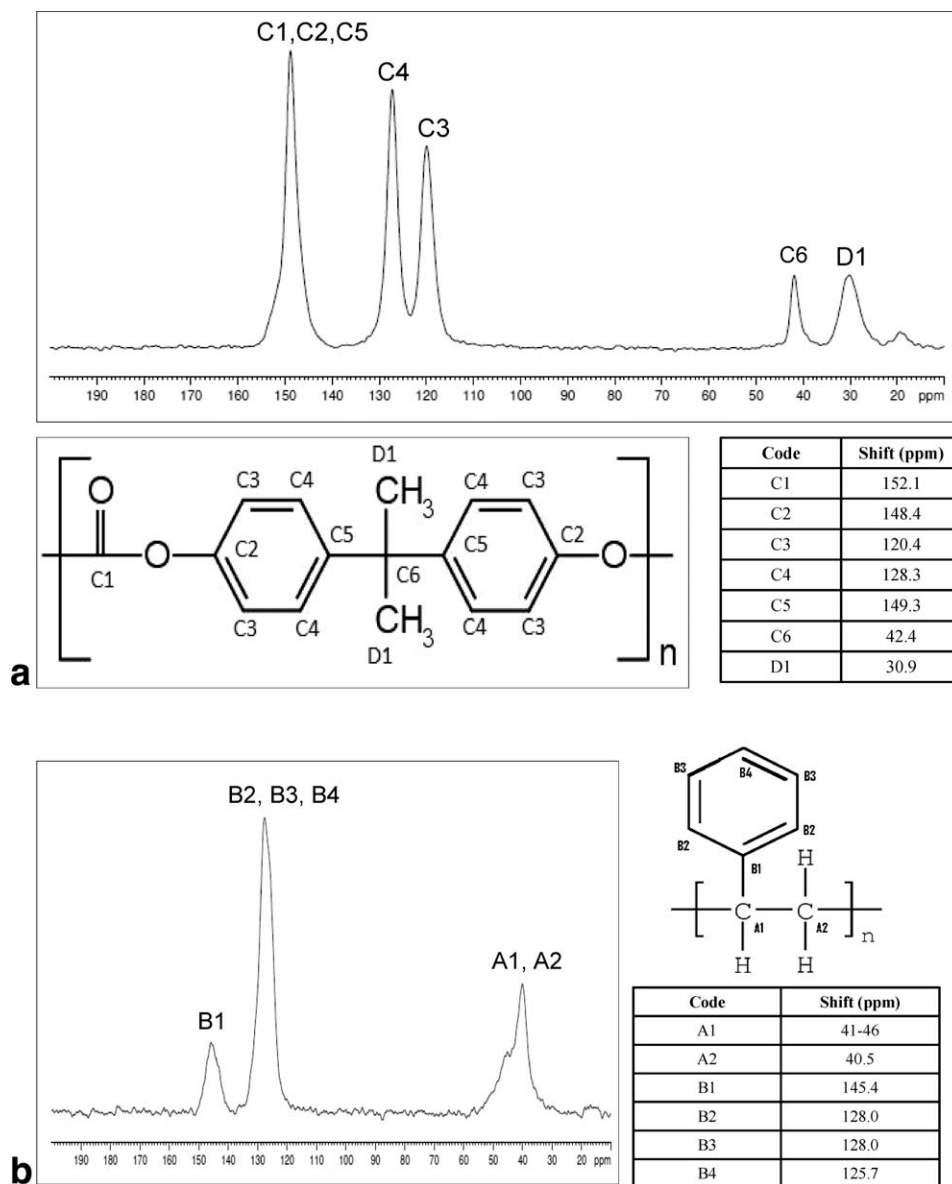 C1,C2,C5
C4
C3
C6
D1
190 180 170 160 150 140 130 120 110 100 90 80 70 60 50 40 30 20 ppm
D1
O
C3 C4 CH3 C4 C3
C2 C5 C5 C2
C1 O C6 O
C3 C4 CH3 C4 C3
D1
n
Code Shift (ppm)
C1 152.1
C2 148.4
C3 120.4
C4 128.3
C5 149.3
C6 42.4
D1 30.9
a
B2, B3, B4
B1
A1, A2
190 180 170 160 150 140 130 120 110 100 90 80 70 60 50 40 30 20 ppm
B3 B4 B3
B2 B2
B1 H
C C
A1 A2 n
H H
Code Shift (ppm)
A1 41-46
A2 40.5
B1 145.4
B2 128.0
B3 128.0
B4 125.7
b